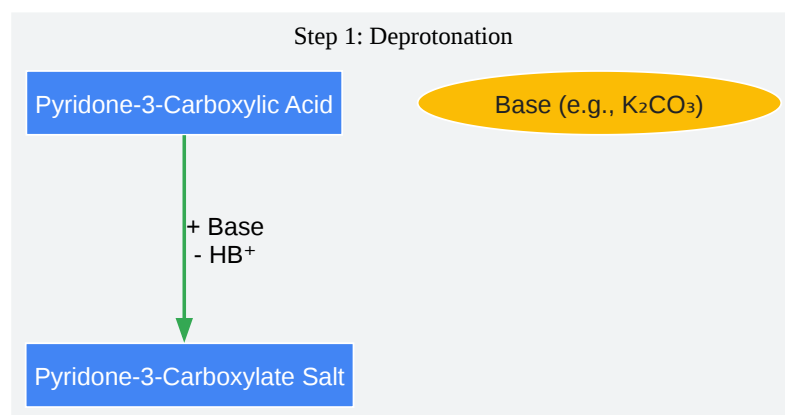 Step 1: Deprotonation
Pyridone-3-Carboxylic Acid
Base (e.g., K₂CO₃)
+ Base
- HB⁺
Pyridone-3-Carboxylate Salt